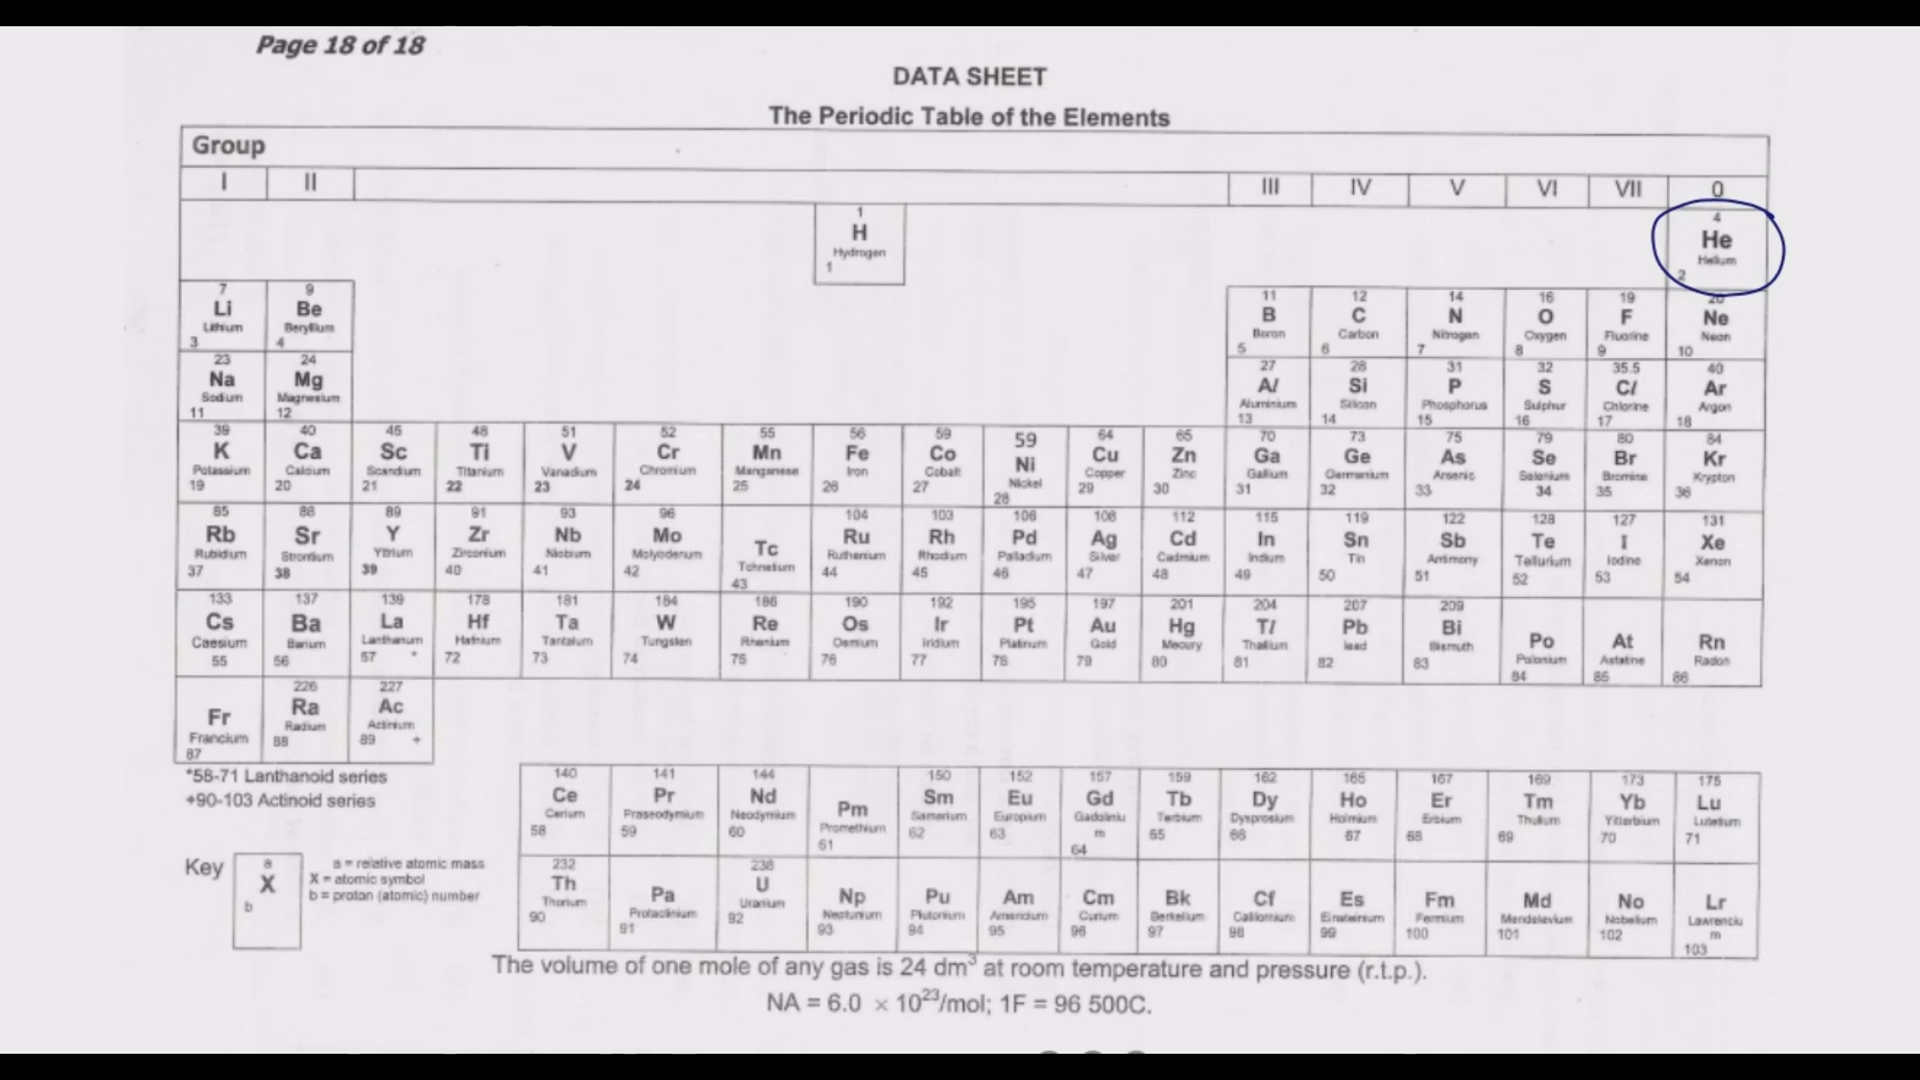 Page 18 of 18
DATA SHEET
The Periodic Table of the Elements
Group
I II III IV V VI VII 0
1 4
H He
Hydrogen Helium
1 2
7 9 11 12 14 16 19 20
Li Be B C N O F Ne
Lithium Beryllium Boron Carbon Nitrogen Oxygen Fluorine Neon
3 4 5 6 7 8 9 10
23 24 27 28 31 32 35.5 40
Na Mg Al Si P S Cl Ar
Sodium Magnesium Aluminium Silicon Phosphorus Sulphur Chlorine Argon
11 12 13 14 15 16 17 18
39 40 45 48 51 52 55 56 59 59 64 65 70 73 75 79 80 84
K Ca Sc Ti V Cr Mn Fe Co Ni Cu Zn Ga Ge As Se Br Kr
Potassium Calcium Scandium Titanium Vanadium Chromium Manganese Iron Cobalt Nickel Copper Zinc Gallium Germanium Arsenic Selenium Bromine Krypton
19 20 21 22 23 24 25 26 27 28 29 30 31 32 33 34 35 36
85 88 89 91 93 96 104 103 106 108 112 115 119 122 128 127 131
Rb Sr Y Zr Nb Mo Tc Ru Rh Pd Ag Cd In Sn Sb Te I Xe
Rubidium Strontium Yttrium Zirconium Niobium Molybdenum Ruthenium Rhodium Palladium Silver Cadmium Indium Tin Antimony Tellurium Iodine Xenon
37 38 39 40 41 42 43 44 45 46 47 48 49 50 51 52 53 54
133 137 139 178 181 184 186 190 192 195 197 201 204 207 209
Cs Ba La Hf Ta W Re Os Ir Pt Au Hg Tl Pb Bi Po At Rn
Caesium Barium Lanthanum Hafnium Tantalum Tungsten Rhenium Osmium Iridium Platinum Gold Mecury Thallium lead Bismuth Polonium Astatine Radon
55 56 57 * 72 73 74 75 76 77 78 79 80 81 82 83 84 85 86
226 227
Fr Ra Ac
Francium Radium Actinium
87 88 89 +
*58-71 Lanthanoid series
+90-103 Actinoid series
140 141 144 150 152 157 159 162 165 167 169 173 175
Ce Pr Nd Pm Sm Eu Gd Tb Dy Ho Er Tm Yb Lu
Cerium Praseodymium Neodymium Promethium Samarium Europium Gadoliniu m Terbium Dysprosium Holmium Erbium Thulium Ytterbium Lutetium
58 59 60 61 62 63 64 65 66 67 68 69 70 71
232 238
Th Pa U Np Pu Am Cm Bk Cf Es Fm Md No Lr
Thorium Protactinium Uranium Neptunium Plutonium Americium Curium Berkelium Californium Einsteinium Fermium Mendelevium Nobelium Lawrenciu m
90 91 92 93 94 95 96 97 98 99 100 101 102 103
Key
a
X
b
a = relative atomic mass
X = atomic symbol
b = proton (atomic) number
The volume of one mole of any gas is 24 dm³ at room temperature and pressure (r.t.p.).
NA = 6.0 × 10²³/mol; 1F = 96 500C.